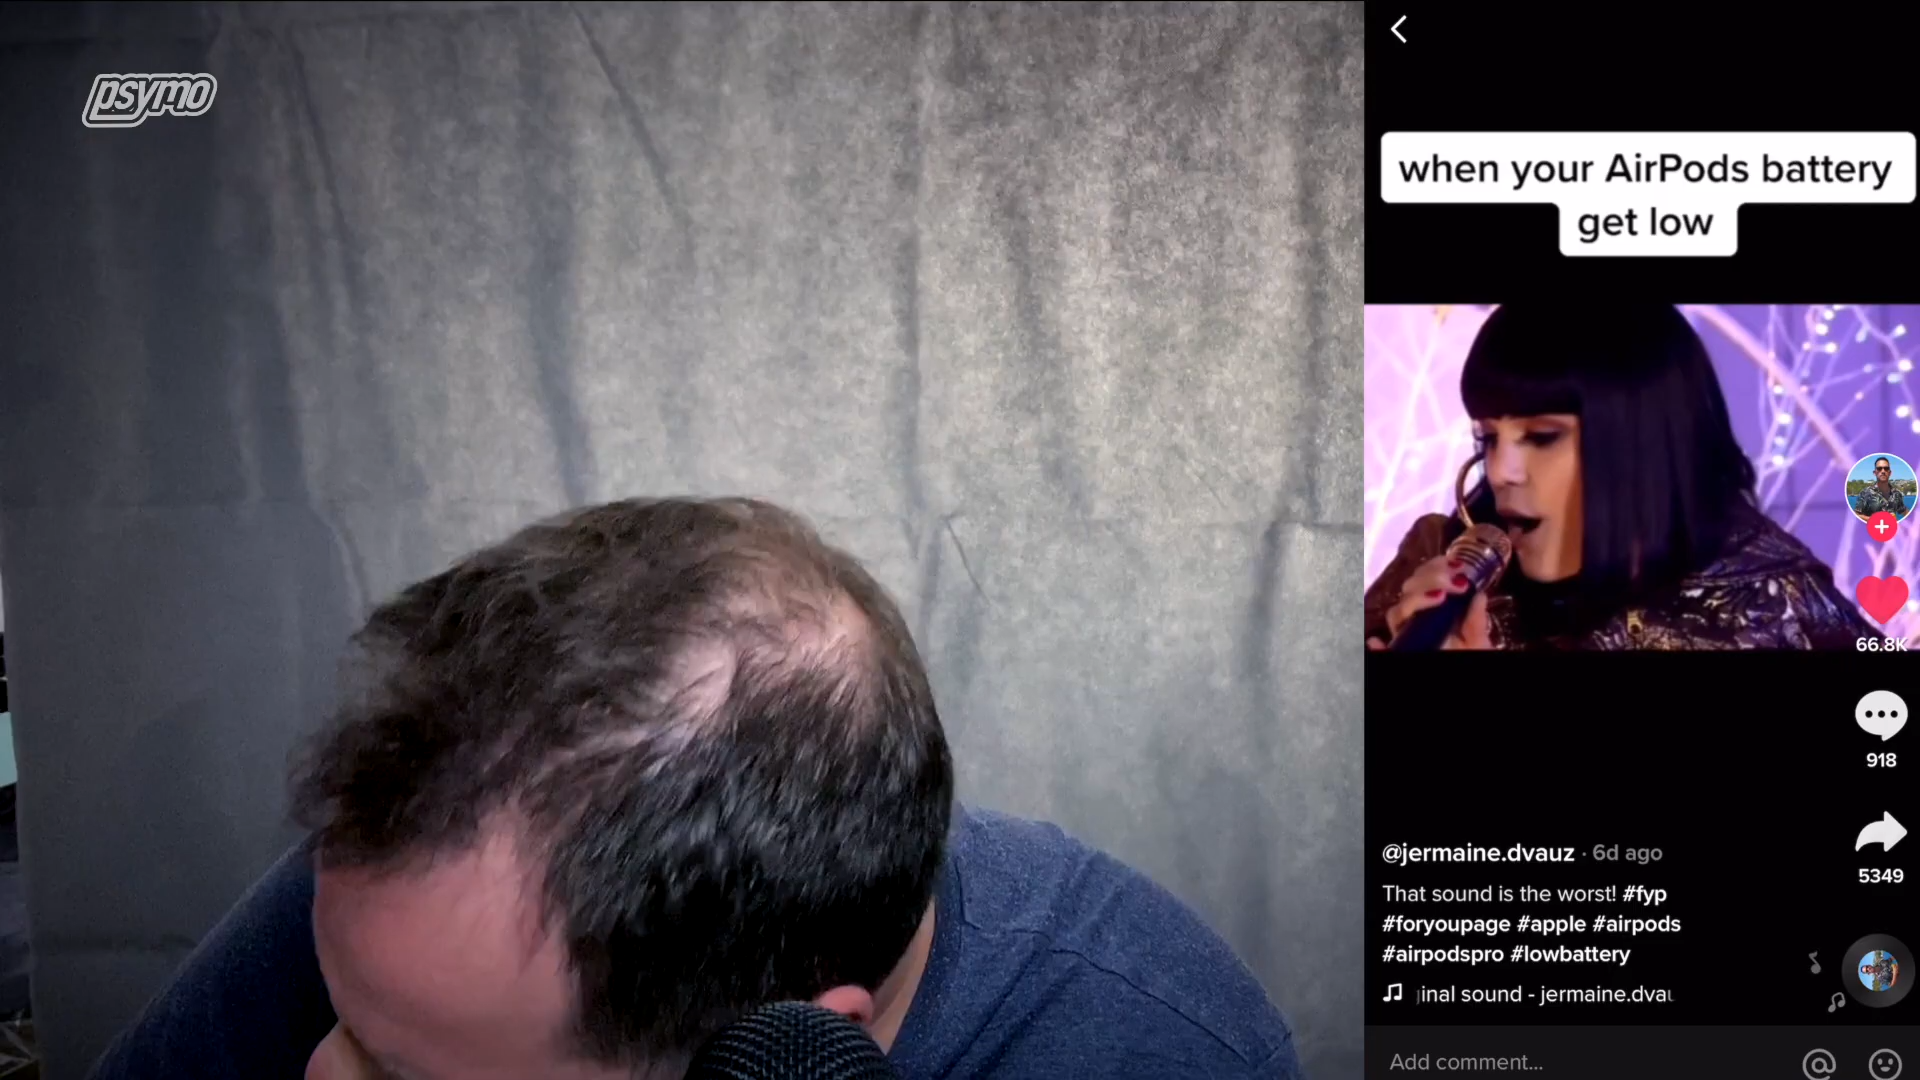 psymo
when your AirPods battery
get low
66.8K
918
5349
@jermaine.dvauz · 6d ago
That sound is the worst! #fyp
#foryoupage #apple #airpods
#airpodspro #lowbattery
inal sound - jermaine.dvau
Add comment...